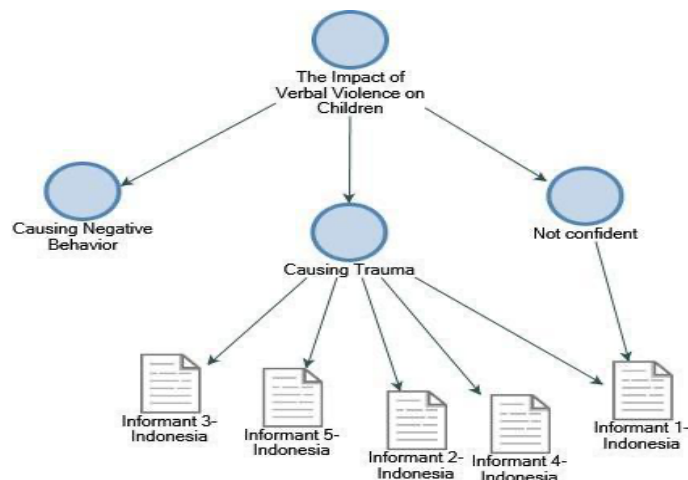 The Impact of
Verbal Violence on
Children
Causing Negative
Behavior
Not confident
Causing Trauma
Informant 3-
Indonesia
Informant 5-
Indonesia
Informant 2-
Indonesia
Informant 4-
Indonesia
Informant 1-
Indonesia